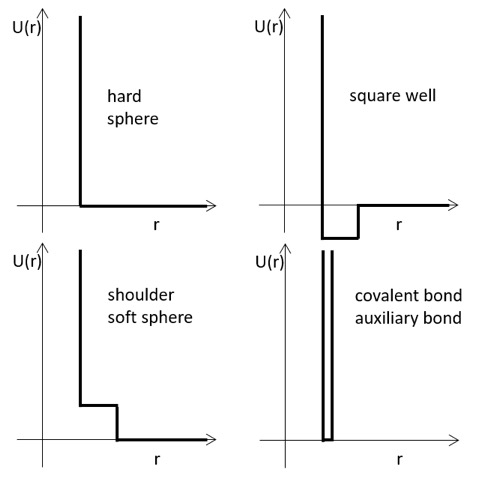 U(r)
hard
sphere
r
U(r)
square well
r
U(r)
shoulder
soft sphere
r
U(r)
covalent bond
auxiliary bond
r